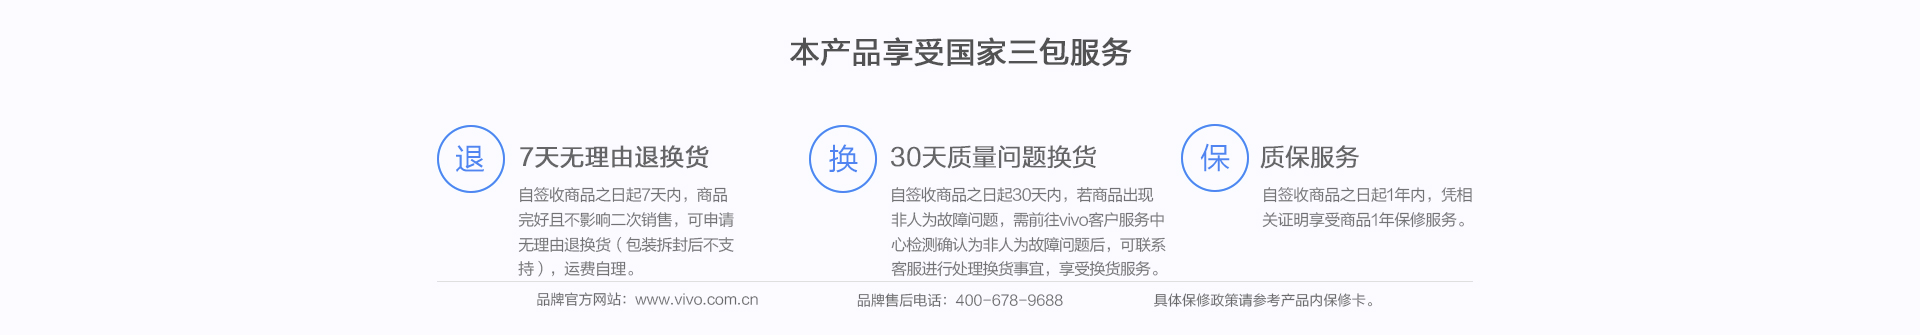 本产品享受国家三包服务
退
7天无理由退换货
自签收商品之日起7天内，商品
完好且不影响二次销售，可申请
无理由退换货（包装拆封后不支
持），运费自理。
换
30天质量问题换货
自签收商品之日起30天内，若商品出现
非人为故障问题，需前往vivo客户服务中
心检测确认为非人为故障问题后，可联系
客服进行处理换货事宜，享受换货服务。
保
质保服务
自签收商品之日起1年内，凭相
关证明享受商品1年保修服务。
品牌官方网站：www.vivo.com.cn
品牌售后电话：400-678-9688
具体保修政策请参考产品内保修卡。